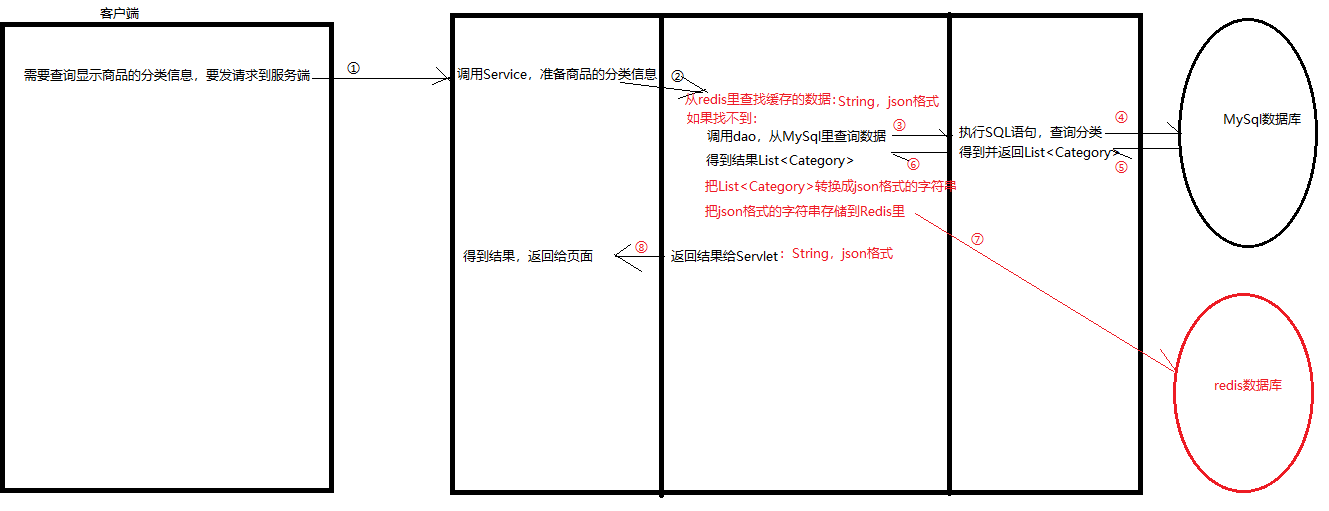 客户端
需要查询显示商品的分类信息，要发请求到服务端
①
调用Service，准备商品的分类信息
②
从redis里查找缓存的数据：String，json格式
如果找不到：
调用dao，从MySql里查询数据
③
执行SQL语句，查询分类
④
MySql数据库
得到结果List<Category>
⑥
得到并返回List<Category>
⑤
把List<Category>转换成json格式的字符串
把json格式的字符串存储到Redis里
⑦
得到结果，返回给页面
⑧
返回结果给Servlet：String，json格式
redis数据库